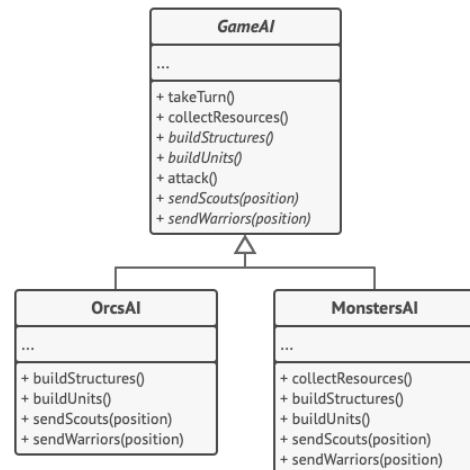 GameAI
...
+ takeTurn()
+ collectResources()
+ buildStructures()
+ buildUnits()
+ attack()
+ sendScouts(position)
+ sendWarriors(position)
OrcsAI
...
+ buildStructures()
+ buildUnits()
+ sendScouts(position)
+ sendWarriors(position)
MonstersAI
...
+ collectResources()
+ buildStructures()
+ buildUnits()
+ sendScouts(position)
+ sendWarriors(position)